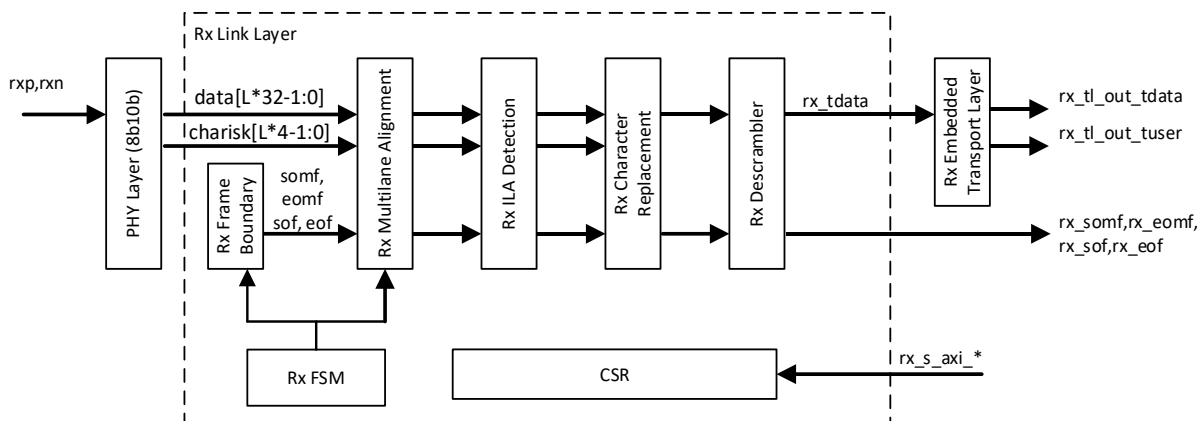 Rx Link Layer
rxp,rxn
PHY Layer (8b10b)
data[L*32-1:0]
charisk[L*4-1:0]
Rx Frame
Boundary
somf,
eomf
sof, eof
Rx Multilane Alignment
Rx ILA Detection
Rx Character
Replacement
Rx Descrambler
rx_tdata
Rx Embedded
Transport Layer
rx_tl_out_tdata
rx_tl_out_tuser
rx_somf,rx_eomf,
rx_sof,rx_eof
Rx FSM
CSR
rx_s_axi_*